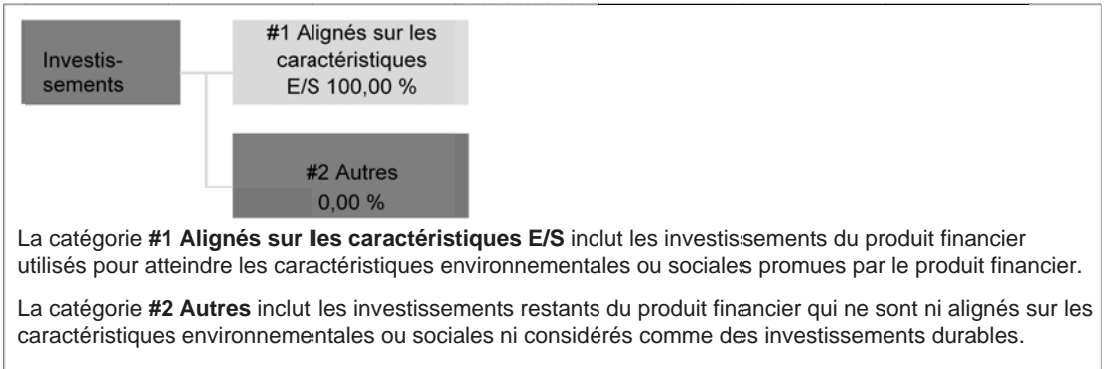 Investis-
sements
#1 Alignés sur les
caractéristiques
E/S 100,00 %
#2 Autres
0,00 %
La catégorie #1 Alignés sur les caractéristiques E/S inclut les investissements du produit financier
utilisés pour atteindre les caractéristiques environnementales ou sociales promues par le produit financier.
La catégorie #2 Autres inclut les investissements restants du produit financier qui ne sont ni alignés sur les
caractéristiques environnementales ou sociales ni considérés comme des investissements durables.